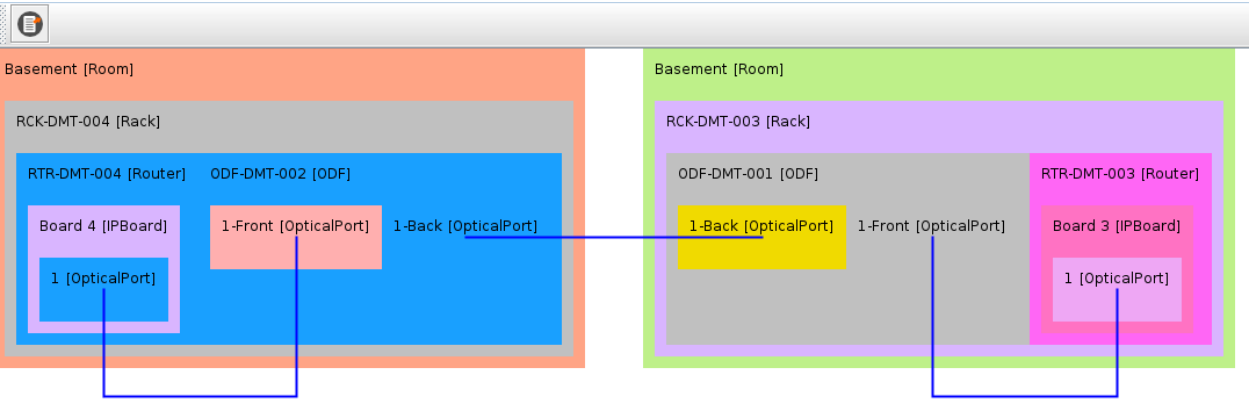 Basement [Room]
Basement [Room]
RCK-DMT-004 [Rack]
RCK-DMT-003 [Rack]
RTR-DMT-004 [Router]
ODF-DMT-002 [ODF]
ODF-DMT-001 [ODF]
RTR-DMT-003 [Router]
Board 4 [IPBoard]
1-Front [OpticalPort]
1-Back [OpticalPort]
1-Back [OpticalPort]
1-Front [OpticalPort]
Board 3 [IPBoard]
1 [OpticalPort]
1 [OpticalPort]